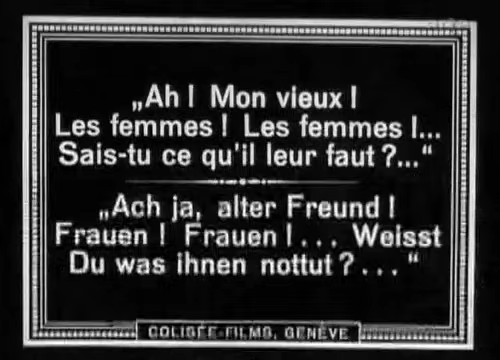 „Ah! Mon vieux!
Les femmes! Les femmes!...
Sais-tu ce qu'il leur faut?...“
„Ach ja, alter Freund!
Frauen! Frauen!... Weisst
Du was ihnen nottut?...“
COLISÉE-FILMS, GENÈVE